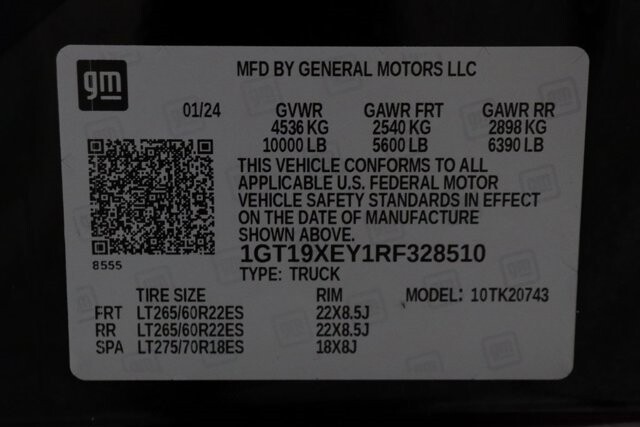 gm
MFD BY GENERAL MOTORS LLC
01/24 GVWR GAWR FRT GAWR RR
4536 KG 2540 KG 2898 KG
10000 LB 5600 LB 6390 LB
THIS VEHICLE CONFORMS TO ALL
APPLICABLE U.S. FEDERAL MOTOR
VEHICLE SAFETY STANDARDS IN EFFECT
ON THE DATE OF MANUFACTURE
SHOWN ABOVE.
8555
1GT19XEY1RF328510
TYPE: TRUCK
TIRE SIZE RIM MODEL: 10TK20743
FRT LT265/60R22ES 22X8.5J
RR LT265/60R22ES 22X8.5J
SPA LT275/70R18ES 18X8J